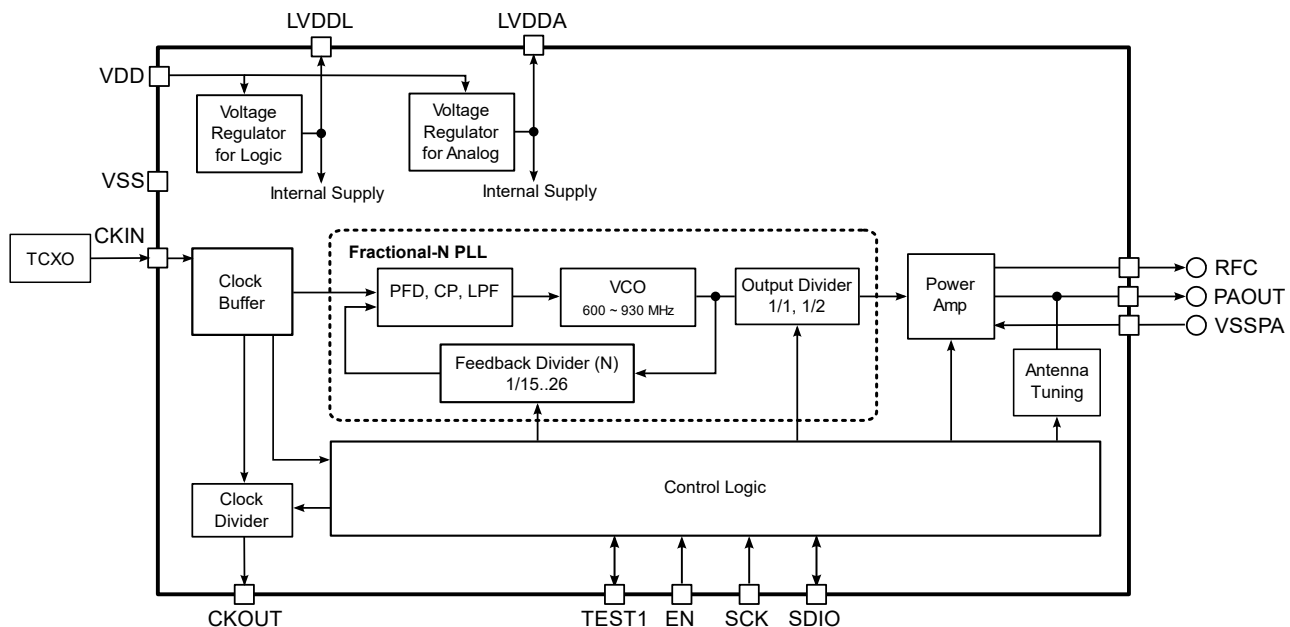 LVDDL
LVDDA
VDD
Voltage
Regulator
for Logic
Voltage
Regulator
for Analog
VSS
Internal Supply
Internal Supply
CKIN
TCXO
Clock
Buffer
Fractional-N PLL
PFD, CP, LPF
VCO
600 ~ 930 MHz
Output Divider
1/1, 1/2
Power
Amp
RFC
PAOUT
VSSPA
Feedback Divider (N)
1/15..26
Antenna
Tuning
Control Logic
Clock
Divider
CKOUT
TEST1
EN
SCK
SDIO